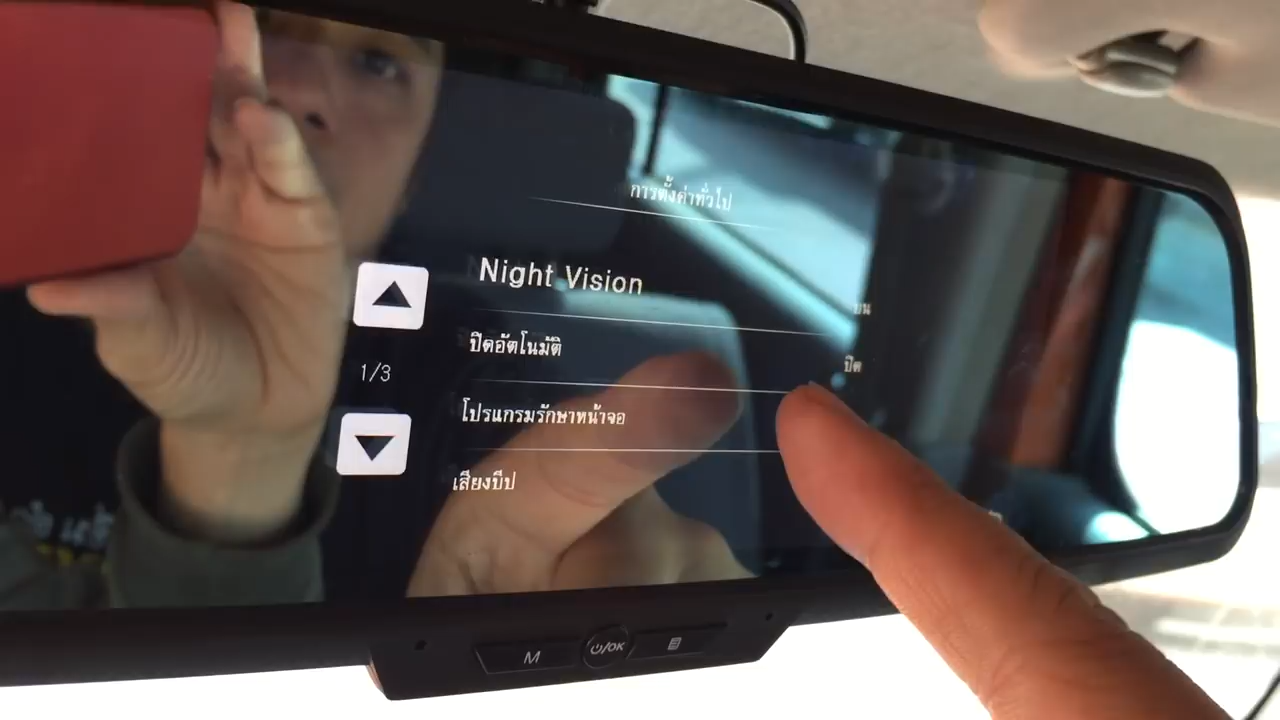 การตั้งค่าทั่วไป
Night Vision
บน
ปิดอัตโนมัติ
ปิด
1/3
โปรแกรมรักษาหน้าจอ
เสียงบี๊ป
M
/OK